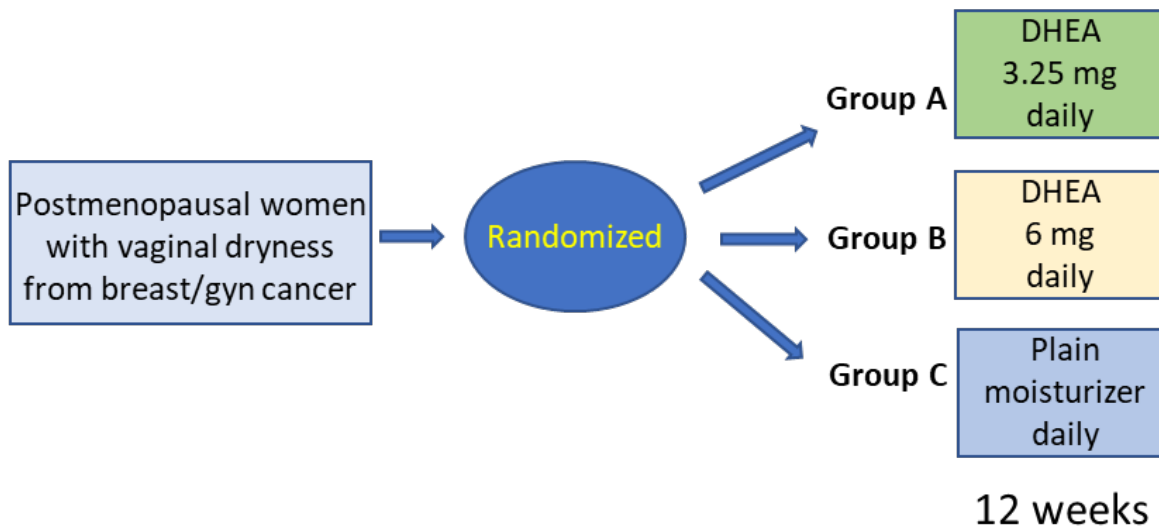 Postmenopausal women
with vaginal dryness
from breast/gyn cancer
Randomized
Group A
DHEA
3.25 mg
daily
Group B
DHEA
6 mg
daily
Group C
Plain
moisturizer
daily
12 weeks